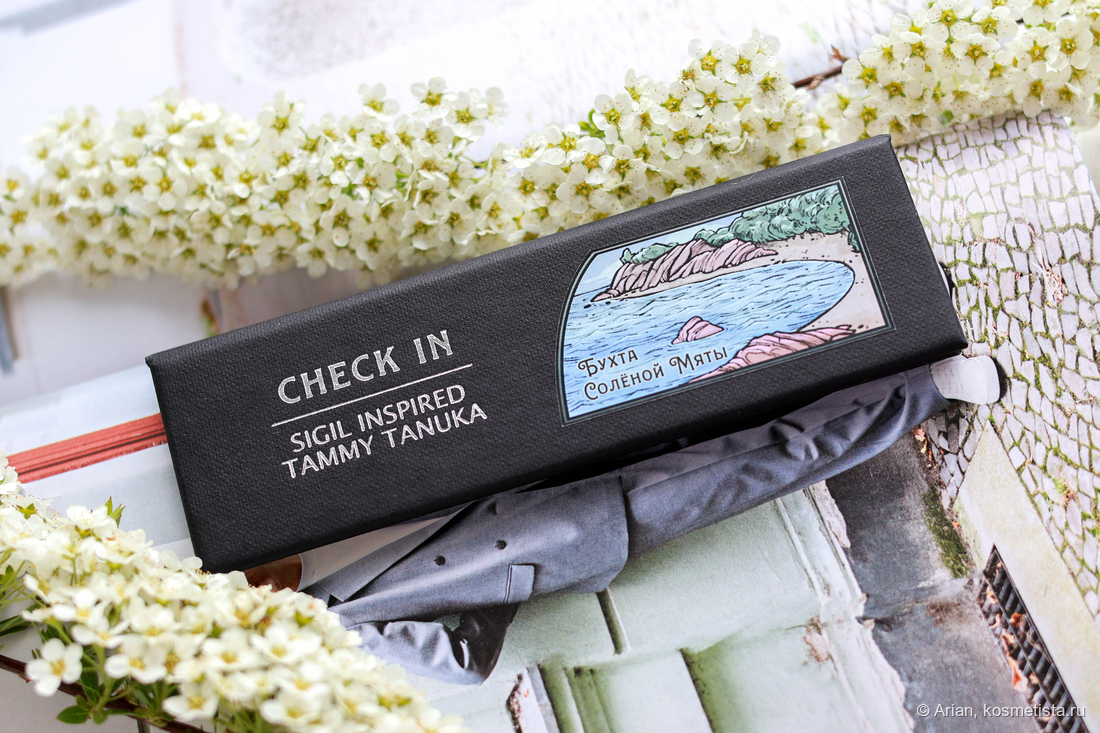 CHECK IN
SIGIL INSPIRED
TAMMY TANUKA
Бухта
Солёной Мяты
© Arian, kosmetista.ru